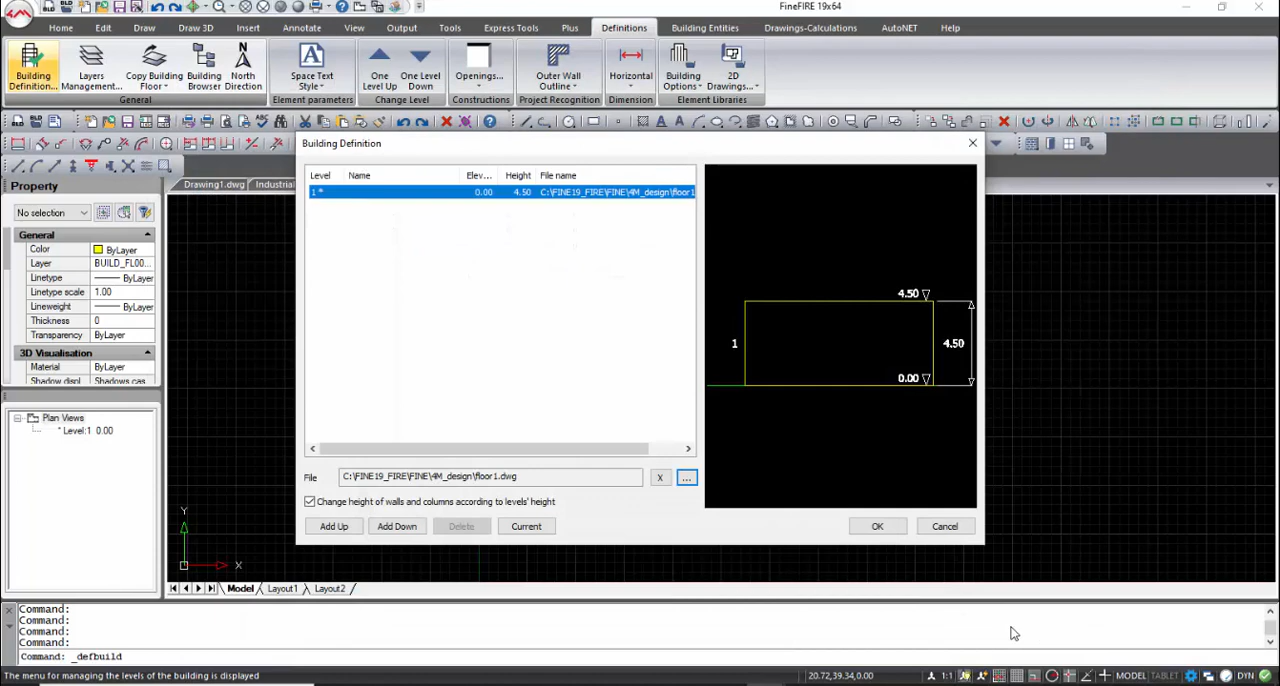 FineFIRE 19x64
Home Edit Draw Draw 3D Insert Annotate View Output Tools Express Tools Plus Definitions Building Entities Drawings-Calculations AutoNET Help
Building Layers Copy Building Building North Space Text One One Level Openings... Outer Wall Horizontal Building 2D
Definition... Management... Floor Browser Direction Style Level Up Down Outline Options Drawings...
General Element parameters Change Level Constructions Project Recognition Dimension Element Libraries
Property
Drawing1.dwg Industrial
No selection
General
Color ByLayer
Layer BUILD_FL00...
Linetype ByLayer
Linetype scale 1.00
Lineweight ByLayer
Thickness 0
Transparency ByLayer
3D Visualisation
Material ByLayer
Shadow displ Shadows cas
Plan Views
* Level:1 0.00
Building Definition
Level Name Elev... Height File name
1 * 0.00 4.50 C:\FINE19_FIRE\FINE\4M_design\floor1
4.50
1 4.50
0.00
File C:\FINE19_FIRE\FINE\4M_design\floor1.dwg X ...
Change height of walls and columns according to levels' height
Add Up Add Down Delete Current OK Cancel
Y
X
Model Layout1 Layout2
Command:
Command:
Command:
Command:
Command: _defbuild
The menu for managing the levels of the building is displayed 20.72,39.34,0.00 1:1 MODEL TABLET DYN